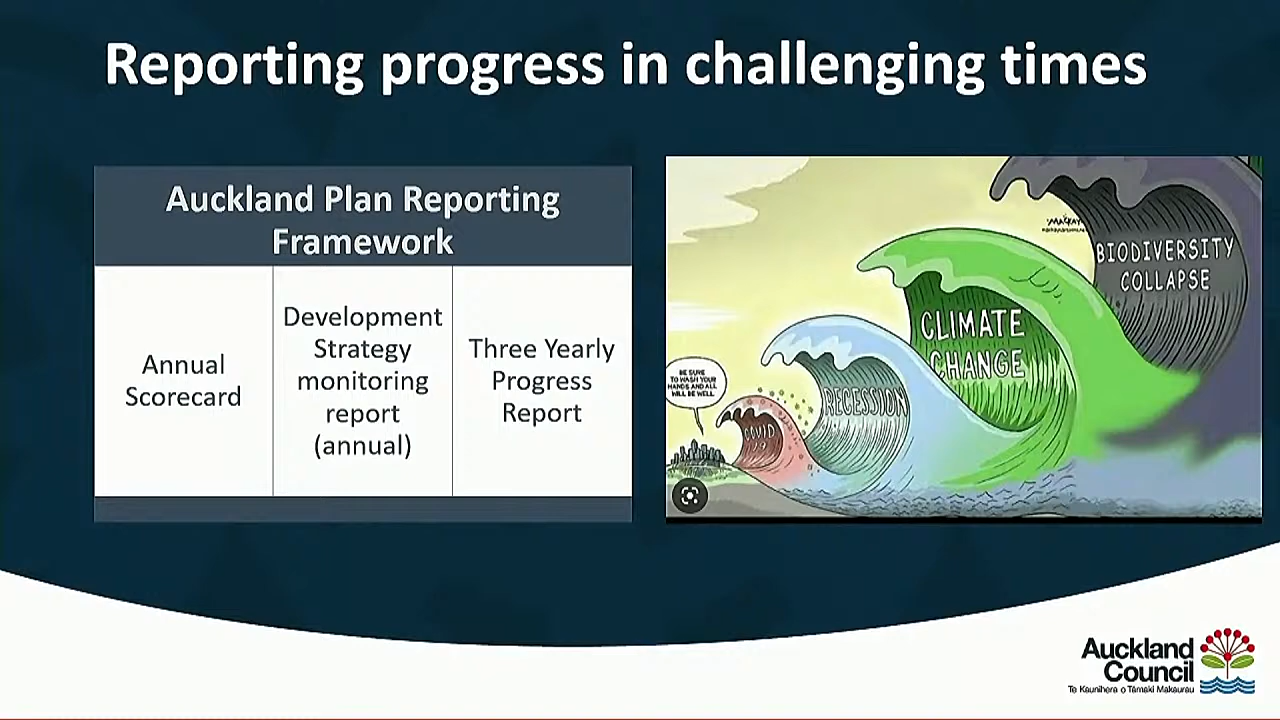 Reporting progress in challenging times
Auckland Plan Reporting
Framework
Annual
Scorecard
Development
Strategy
monitoring
report
(annual)
Three Yearly
Progress
Report
BE SURE
TO WASH YOUR
HANDS AND ALL
WILL BE WELL.
COVID
RECESSION
CLIMATE
CHANGE
BIODIVERSITY
COLLAPSE
Auckland
Council
Te Kaunihera o Tāmaki Makaurau